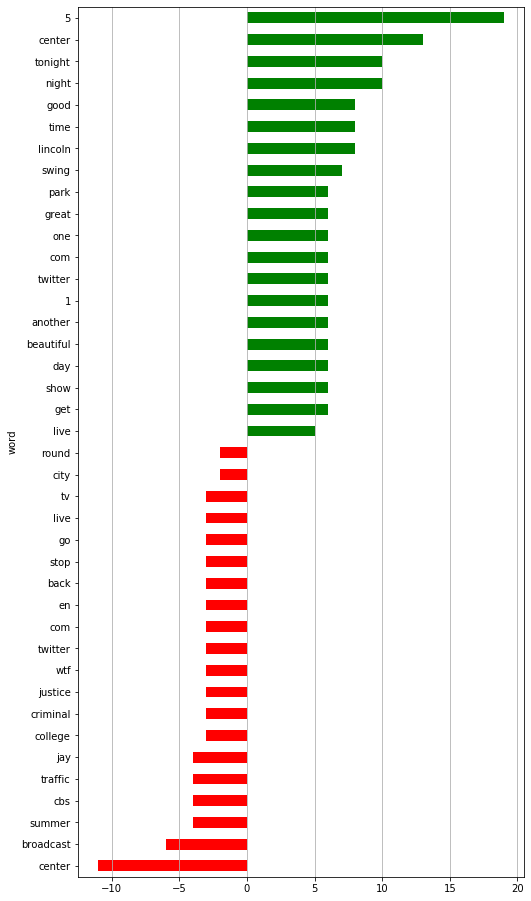 5
center
tonight
night
good
time
lincoln
swing
park
great
one
com
twitter
1
another
beautiful
day
show
get
live
round
city
tv
live
go
stop
back
en
com
twitter
wtf
justice
criminal
college
jay
traffic
cbs
summer
broadcast
center
word
−10 −5 0 5 10 15 20